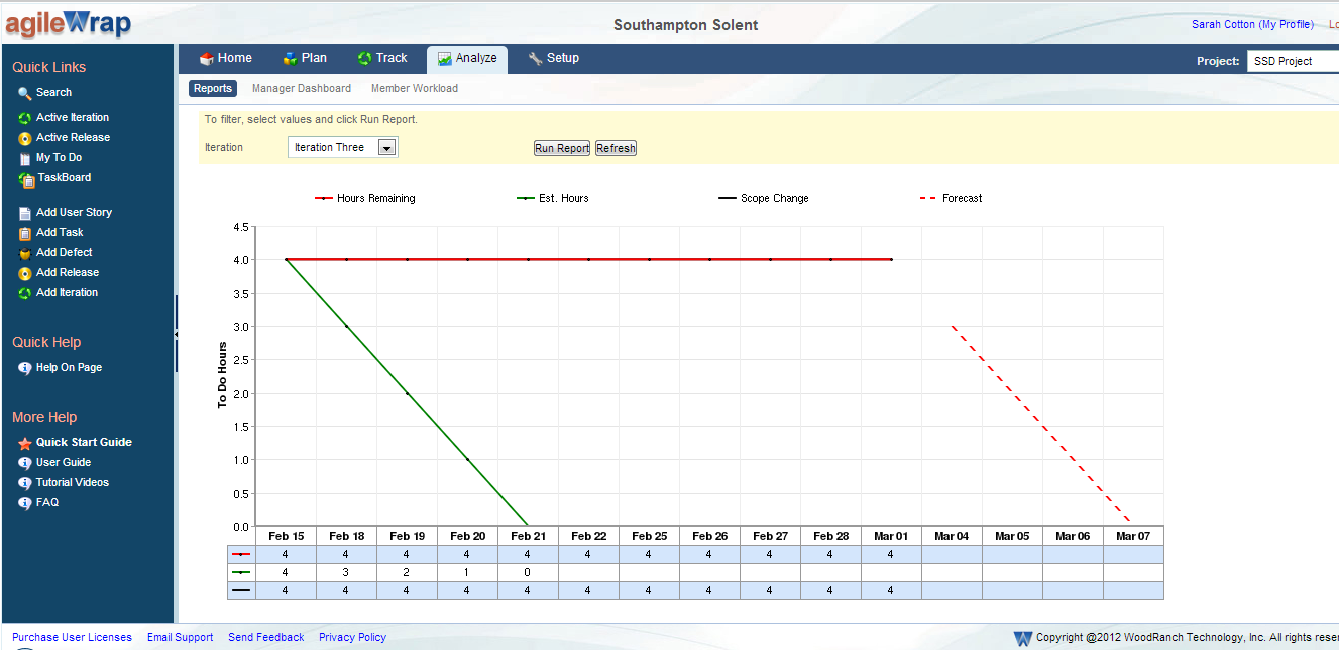 agileWrap
Southampton Solent
Sarah Cotton (My Profile)
Home Plan Track Analyze Setup
Project: SSD Project
Reports Manager Dashboard Member Workload
Quick Links
Search
Active Iteration
Active Release
My To Do
TaskBoard
Add User Story
Add Task
Add Defect
Add Release
Add Iteration
Quick Help
Help On Page
More Help
Quick Start Guide
User Guide
Tutorial Videos
FAQ
To filter, select values and click Run Report.
Iteration Iteration Three Run Report Refresh
Hours Remaining Est. Hours Scope Change Forecast
To Do Hours
4.5
4.0
3.5
3.0
2.5
2.0
1.5
1.0
0.5
0.0
Feb 15 Feb 18 Feb 19 Feb 20 Feb 21 Feb 22 Feb 25 Feb 26 Feb 27 Feb 28 Mar 01 Mar 04 Mar 05 Mar 06 Mar 07
4 4 4 4 4 4 4 4 4 4 4
4 3 2 1 0
4 4 4 4 4 4 4 4 4 4 4
Purchase User Licenses Email Support Send Feedback Privacy Policy
Copyright @2012 WoodRanch Technology, Inc. All rights